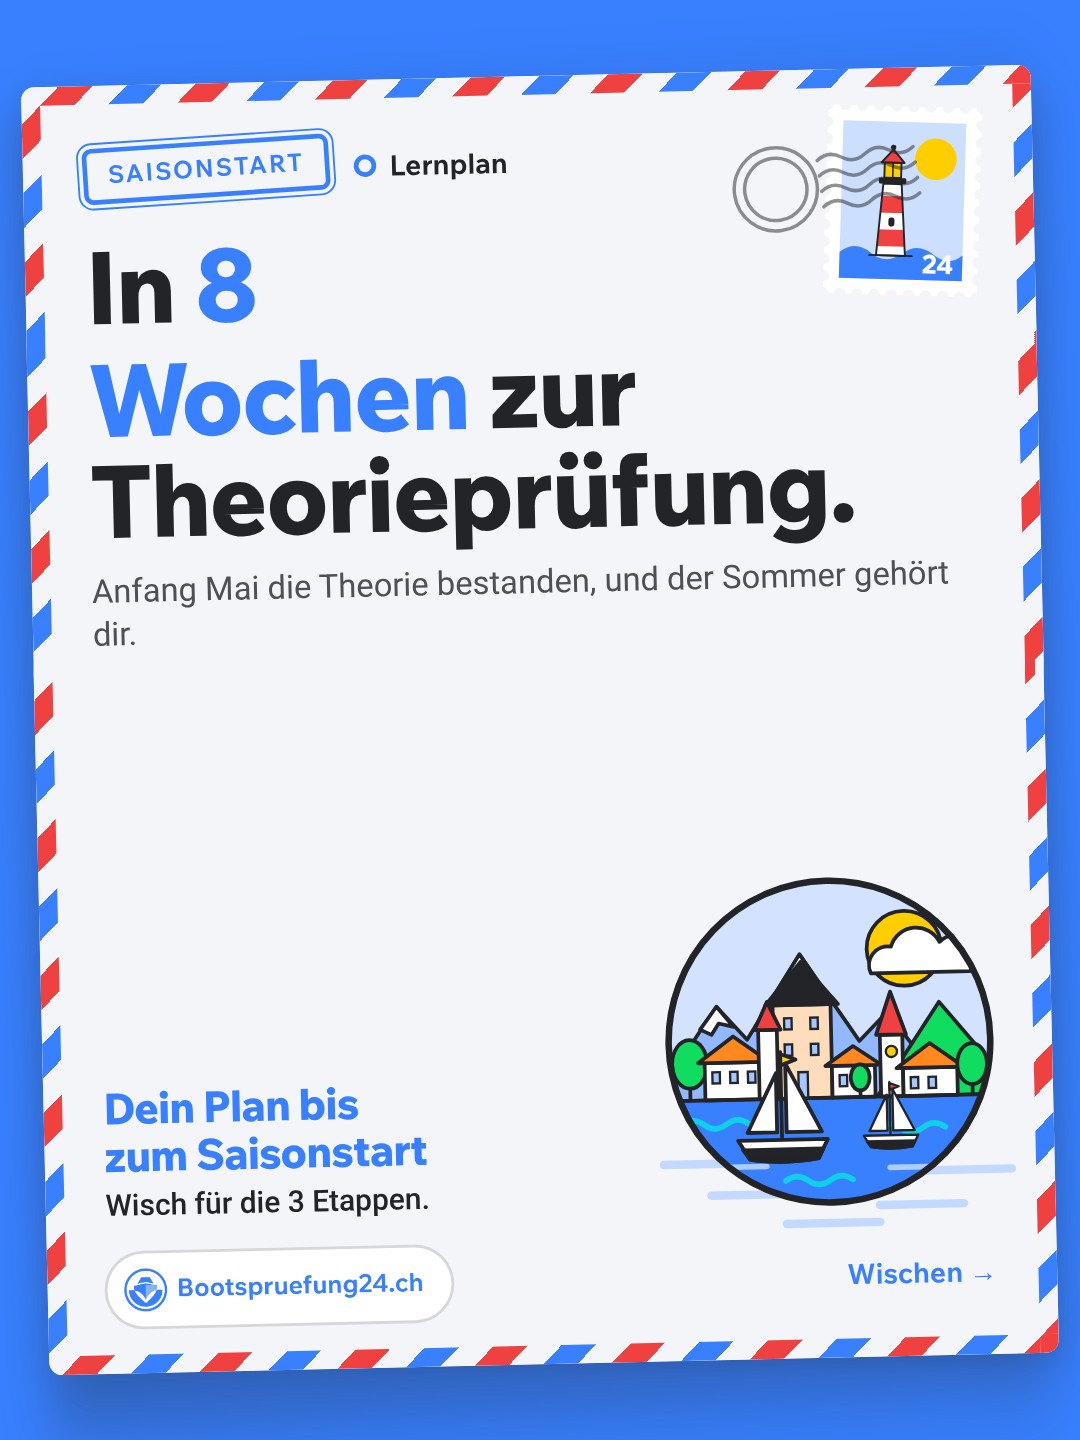 SAISONSTART
Lernplan
24
In 8
Wochen zur
Theorieprüfung.
Anfang Mai die Theorie bestanden, und der Sommer gehört
dir.
Dein Plan bis
zum Saisonstart
Wisch für die 3 Etappen.
Bootspruefung24.ch
Wischen →